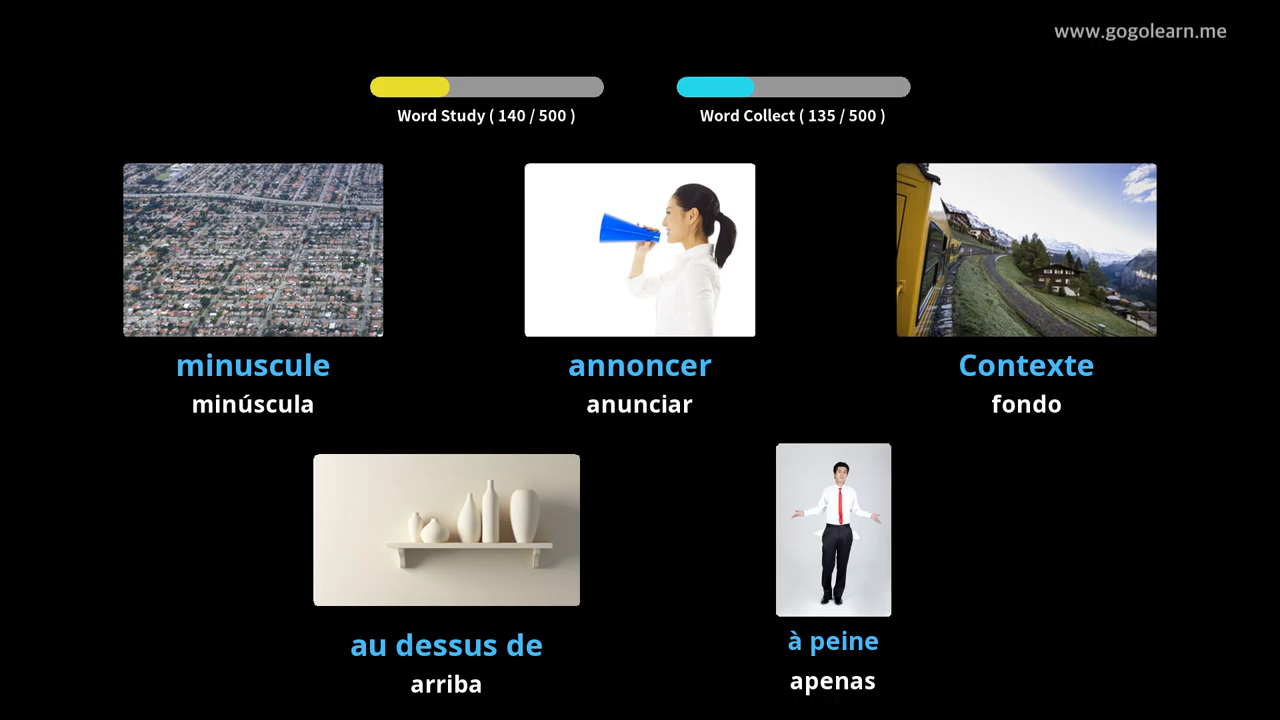 www.gogolearn.me
Word Study ( 140 / 500 )
Word Collect ( 135 / 500 )
minuscule
minúscula
annoncer
anunciar
Contexte
fondo
au dessus de
arriba
à peine
apenas